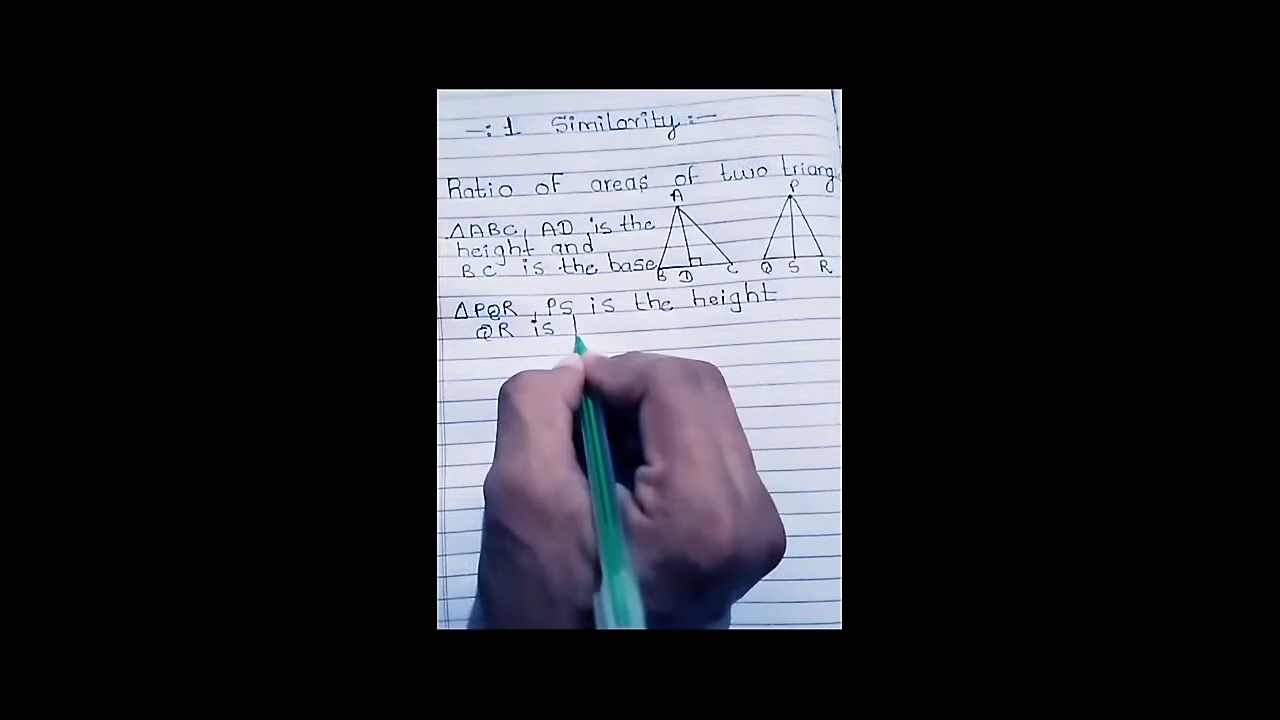 -: 1 Similarity :-
Ratio of areas of two triang
ΔABC, AD is the
height and
BC is the base
A
B D C
P
Q S R
ΔPQR, PS is the height
QR is